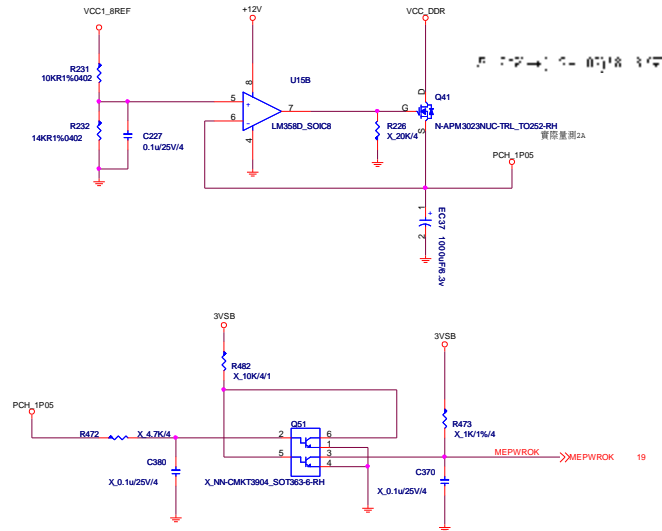 VCC1_8REF
+12V
VCC_DDR
R231
10KR1%0402
U15B
8
D
Q41
5
+
7
G
6
-
LM358D_SOIC8
N-APM3023NUC-TRL_TO252-RH
實際量測2A
R232
14KR1%0402
C227
0.1u/25V/4
4
R226
X_20K/4
S
PCH_1P05
1
+
EC37 1000uF/6.3v
2
3VSB
3VSB
R482
X_10K/4/1
PCH_1P05
R472
X_4.7K/4
Q51
R473
X_1K/1%/4
2
6
1
5
3
4
MEPWROK
MEPWROK
19
C380
X_0.1u/25V/4
X_NN-CMKT3904_SOT363-6-RH
C370
X_0.1u/25V/4